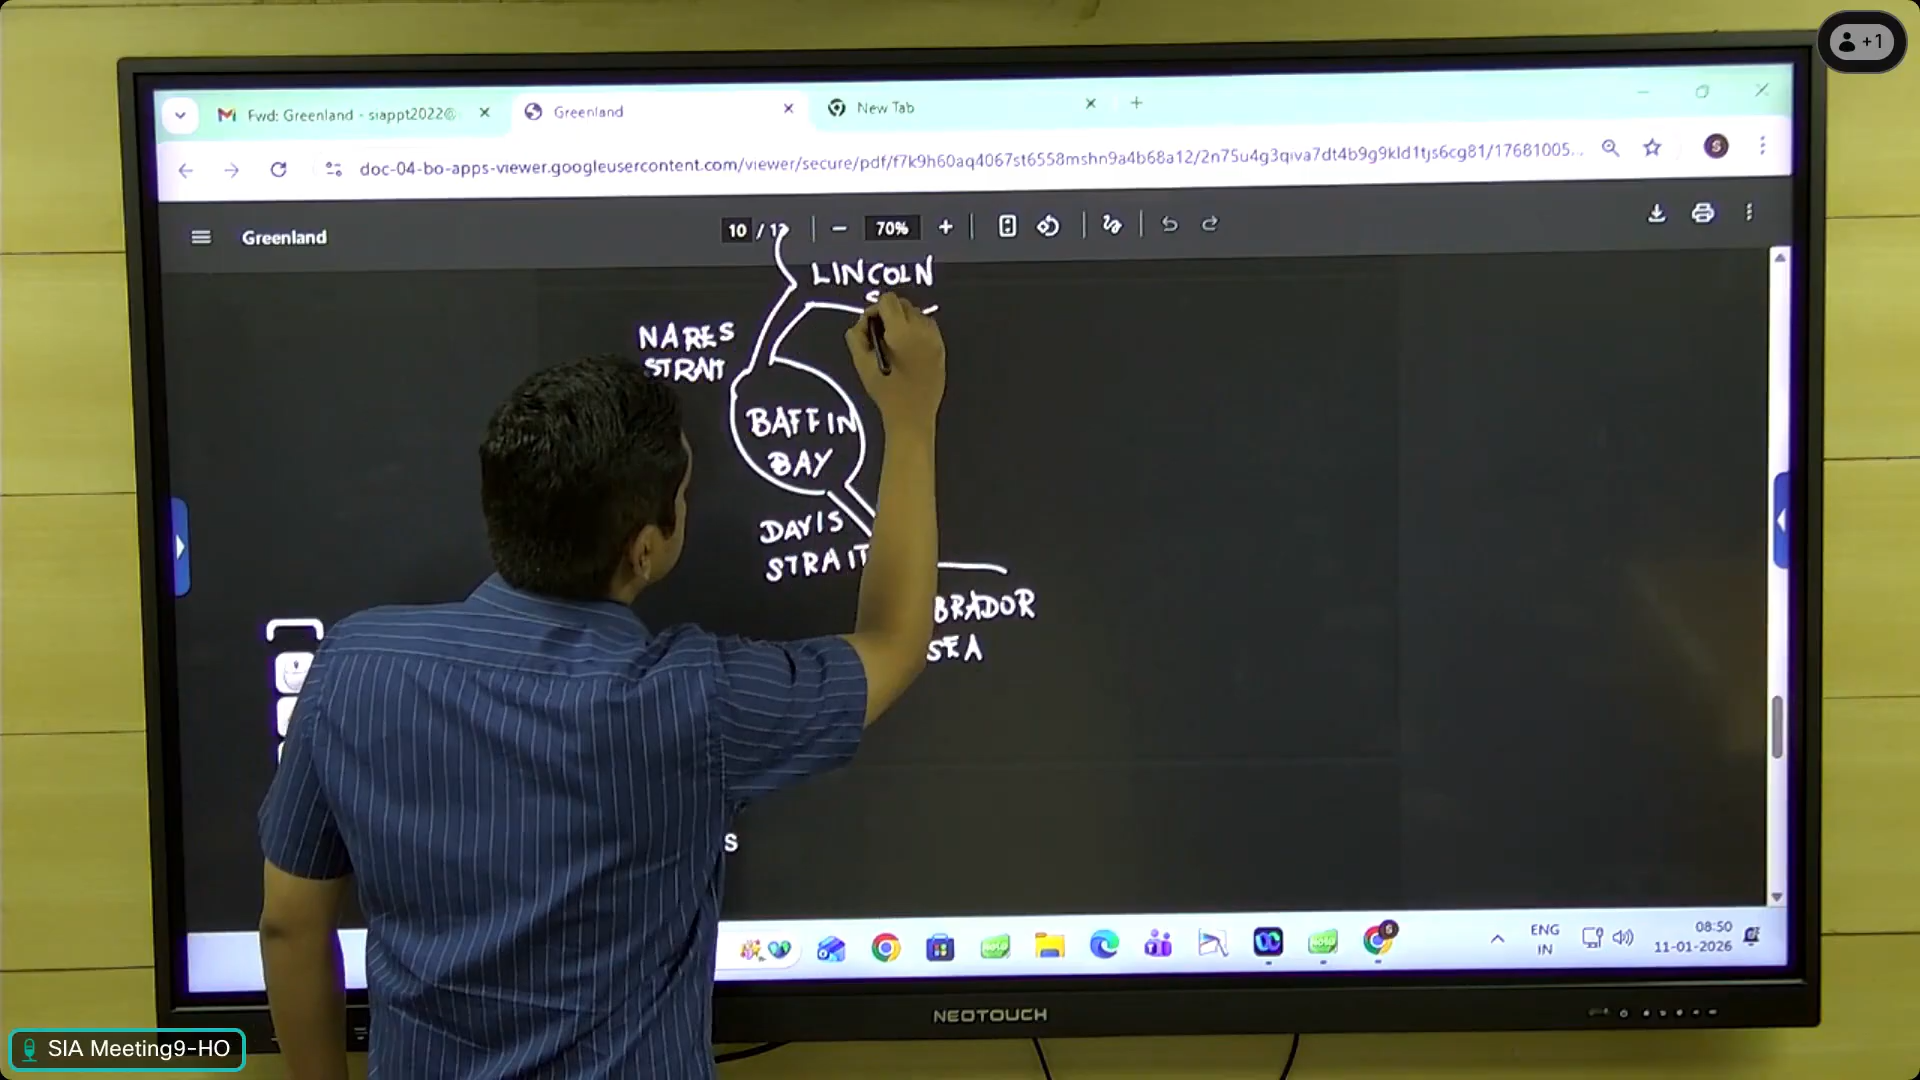 +1
Fwd: Greenland - siappt2022@
Greenland
New Tab
doc-04-bo-apps-viewer.googleusercontent.com/viewer/secure/pdf/f7k9h60aq4067st6558mshn9a4b68a12/2n75u4g3qiva7dt4b9g9kld1tjs6cg81/17681005...
S
Greenland
10 /
70%
LINCOLN
S
NARES
STRAIT
BAFFIN
BAY
DAVIS
STRAIT
BRADOR
SEA
S
ENG
IN
08:50
11-01-2026
NEOTOUCH
SIA Meeting9-HO